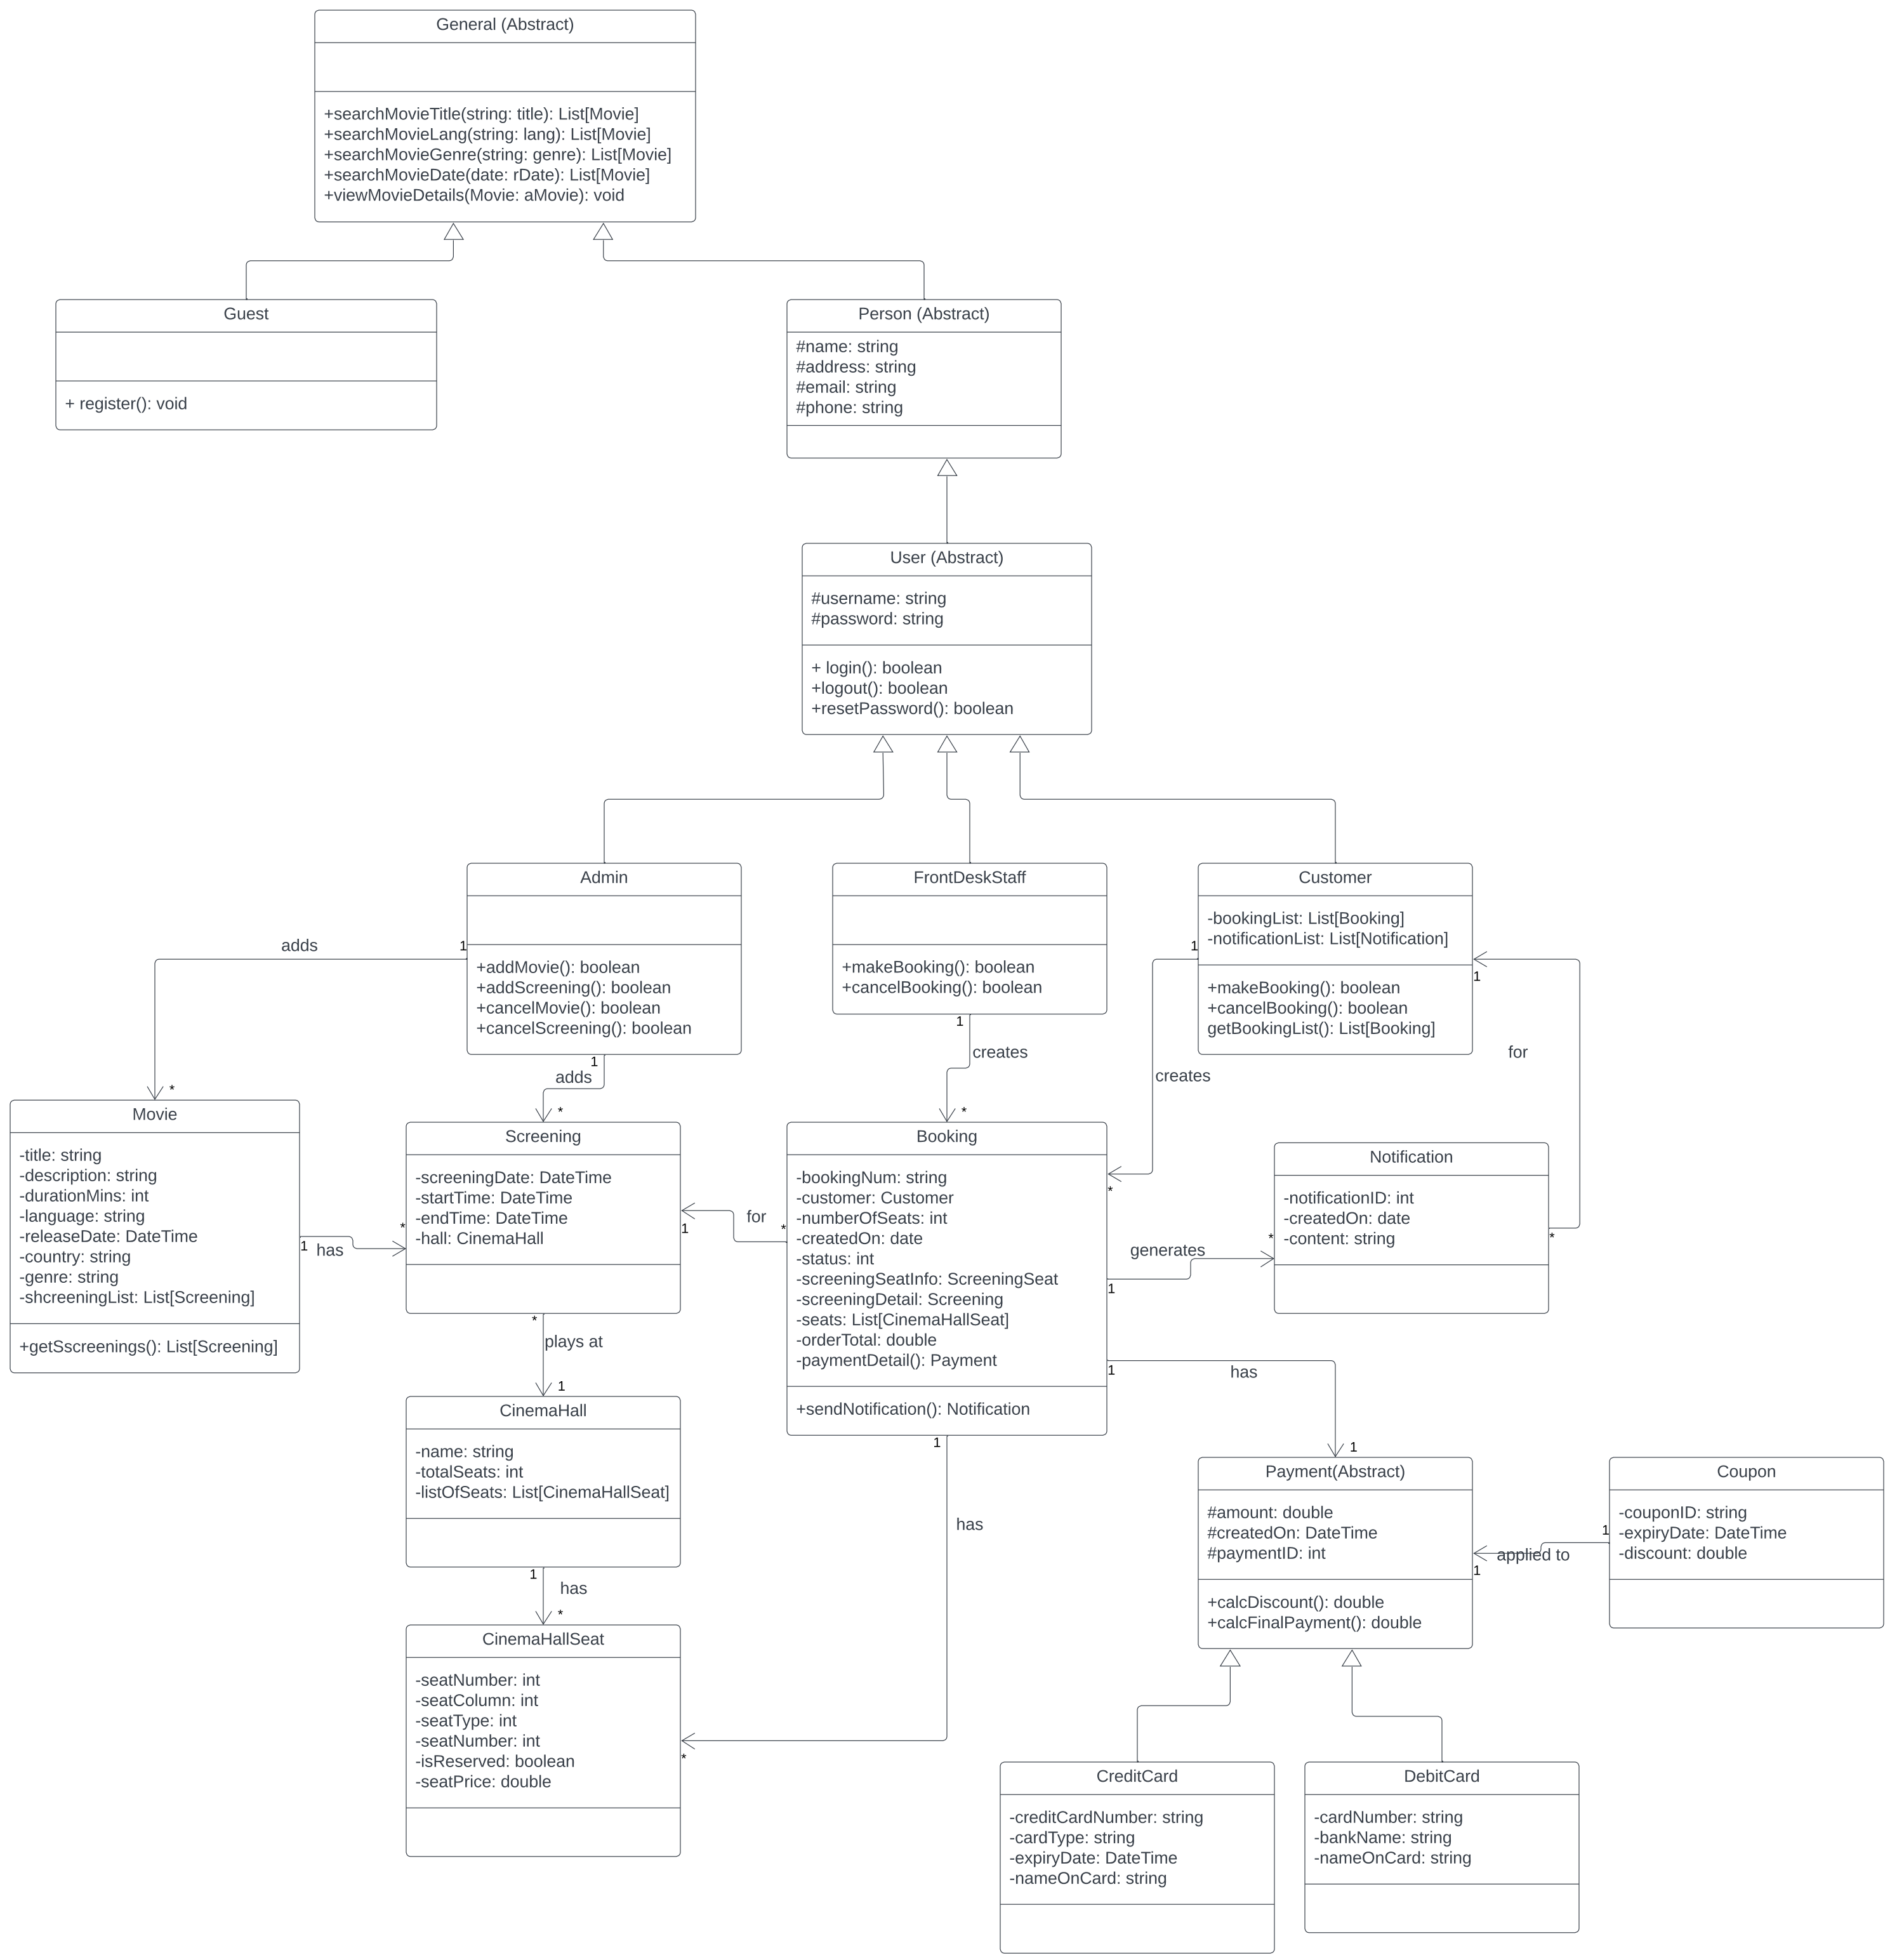 General (Abstract)
+searchMovieTitle(string: title): List[Movie]
+searchMovieLang(string: lang): List[Movie]
+searchMovieGenre(string: genre): List[Movie]
+searchMovieDate(date: rDate): List[Movie]
+viewMovieDetails(Movie: aMovie): void
Guest
+ register(): void
Person (Abstract)
#name: string
#address: string
#email: string
#phone: string
User (Abstract)
#username: string
#password: string
+ login(): boolean
+logout(): boolean
+resetPassword(): boolean
Admin
+addMovie(): boolean
+addScreening(): boolean
+cancelMovie(): boolean
+cancelScreening(): boolean
FrontDeskStaff
+makeBooking(): boolean
+cancelBooking(): boolean
Customer
-bookingList: List[Booking]
-notificationList: List[Notification]
+makeBooking(): boolean
+cancelBooking(): boolean
getBookingList(): List[Booking]
adds
1
*
1
adds
*
1
creates
*
1
creates
*
1
for
*
Movie
-title: string
-description: string
-durationMins: int
-language: string
-releaseDate: DateTime
-country: string
-genre: string
-shcreeningList: List[Screening]
+getSscreenings(): List[Screening]
1
has
*
Screening
-screeningDate: DateTime
-startTime: DateTime
-endTime: DateTime
-hall: CinemaHall
1
for
*
Booking
-bookingNum: string
-customer: Customer
-numberOfSeats: int
-createdOn: date
-status: int
-screeningSeatInfo: ScreeningSeat
-screeningDetail: Screening
-seats: List[CinemaHallSeat]
-orderTotal: double
-paymentDetail(): Payment
+sendNotification(): Notification
generates
1
*
Notification
-notificationID: int
-createdOn: date
-content: string
*
plays at
1
1
has
1
CinemaHall
-name: string
-totalSeats: int
-listOfSeats: List[CinemaHallSeat]
1
has
*
1
has
*
CinemaHallSeat
-seatNumber: int
-seatColumn: int
-seatType: int
-seatNumber: int
-isReserved: boolean
-seatPrice: double
Payment(Abstract)
#amount: double
#createdOn: DateTime
#paymentID: int
+calcDiscount(): double
+calcFinalPayment(): double
1
applied to
1
Coupon
-couponID: string
-expiryDate: DateTime
-discount: double
CreditCard
-creditCardNumber: string
-cardType: string
-expiryDate: DateTime
-nameOnCard: string
DebitCard
-cardNumber: string
-bankName: string
-nameOnCard: string